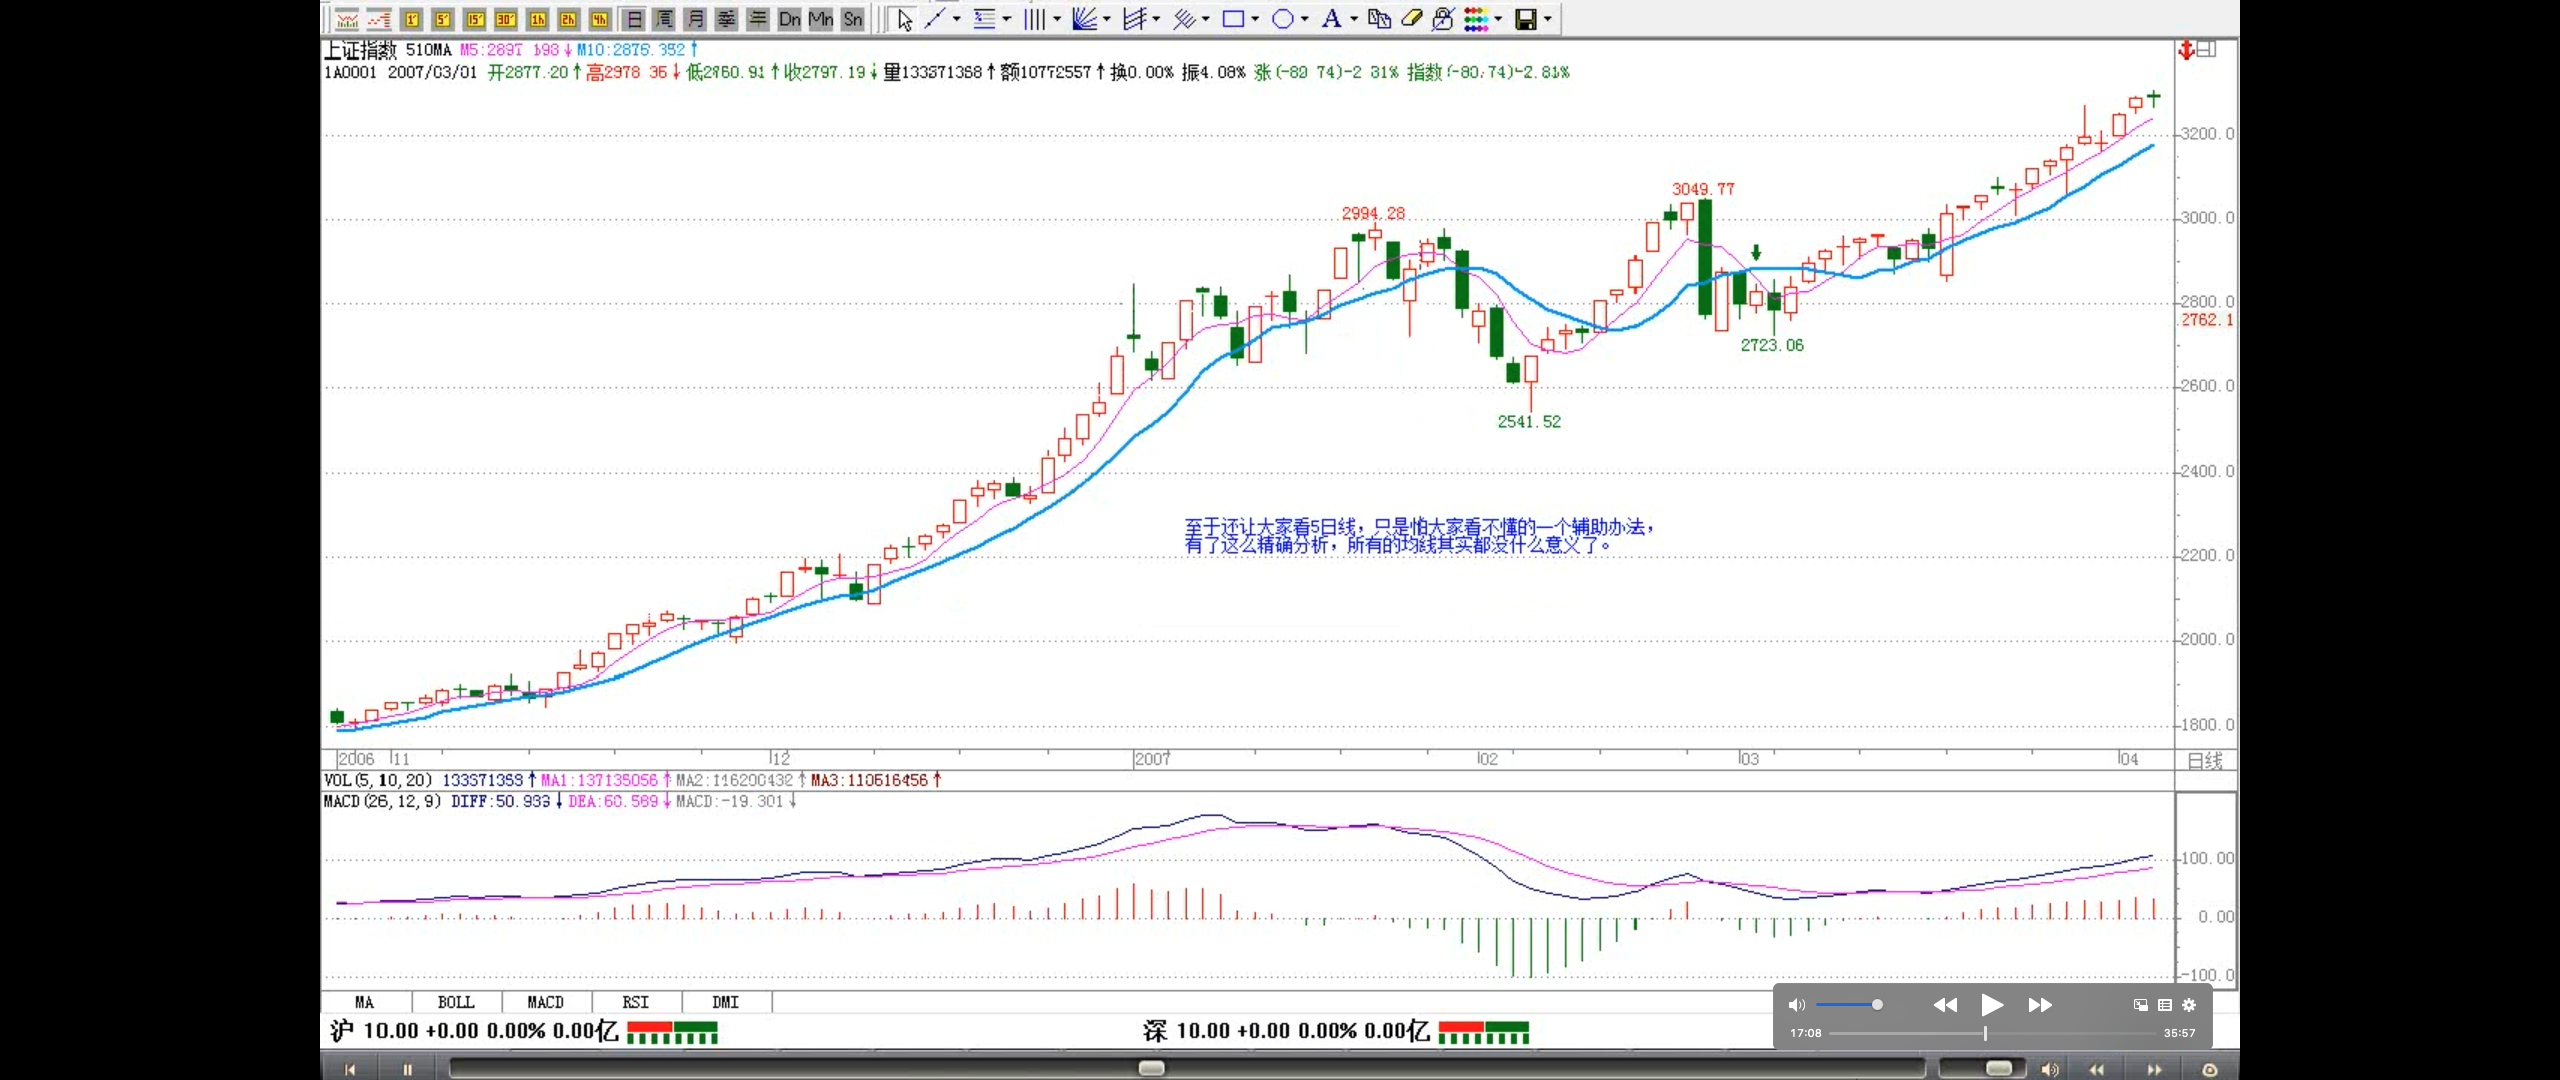 1' 5' 15' 30' 1h 2h 4h 日 周 月 季 年 Dn Mn Sn A
上证指数 510MA M5:2897 ↓ M10:2876.352↑
1A0001 2007/03/01 开2877.20↑高2978 36↓低2760.91↑收2797.19↓量133371358↑额10772557↑换0.00% 振4.08% 涨(-80 74)-2 81% 指数(-80.74)-2.81%
3200.0
3049.77
2994.28
3000.0
2800.0
2762.1
2723.06
2600.0
2541.52
2400.0
至于还让大家看5日线，只是怕大家看不懂的一个辅助办法，
有了这么精确分析，所有的均线其实都没什么意义了。
2200.0
2000.0
1800.0
2006 11 12 2007 02 03 04 日线
VOL(5,10,20) 133371358↑MA1:137135056↑MA2:146200432↑MA3:110516456↑
MACD(26,12,9) DIFF:50.939↓DEA:60.589↓MACD:-19.301↓
100.00
0.00
-100.0
MA BOLL MACD RSI DMI
沪 10.00 +0.00 0.00% 0.00亿 深 10.00 +0.00 0.00% 0.00亿
17:08 35:57